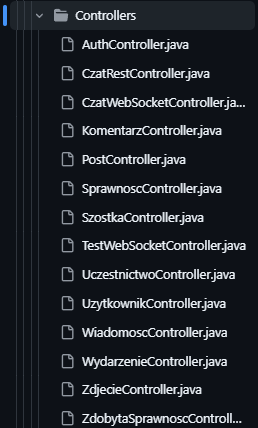 Controllers
AuthController.java
CzatRestController.java
CzatWebSocketController.ja...
KomentarzController.java
PostController.java
SprawnoscController.java
SzostkaController.java
TestWebSocketController.java
UczestnictwoController.java
UzytkownikController.java
WiadomoscController.java
WydarzenieController.java
ZdjecieController.java
ZdobytaSprawnoscControll...